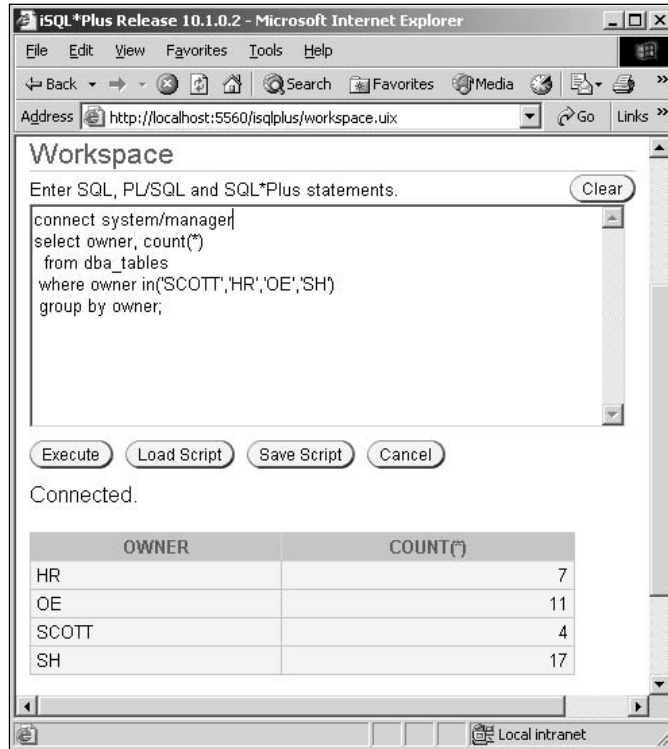 iSQL*Plus Release 10.1.0.2 - Microsoft Internet Explorer
File Edit View Favorites Tools Help
Back Search Favorites Media
Address http://localhost:5560/isqlplus/workspace.uix Go Links
Workspace
Enter SQL, PL/SQL and SQL*Plus statements. Clear
connect system/manager
select owner, count(*)
from dba_tables
where owner in('SCOTT','HR','OE','SH')
group by owner;
Execute Load Script Save Script Cancel
Connected.
OWNER COUNT(*)
HR 7
OE 11
SCOTT 4
SH 17
Local intranet